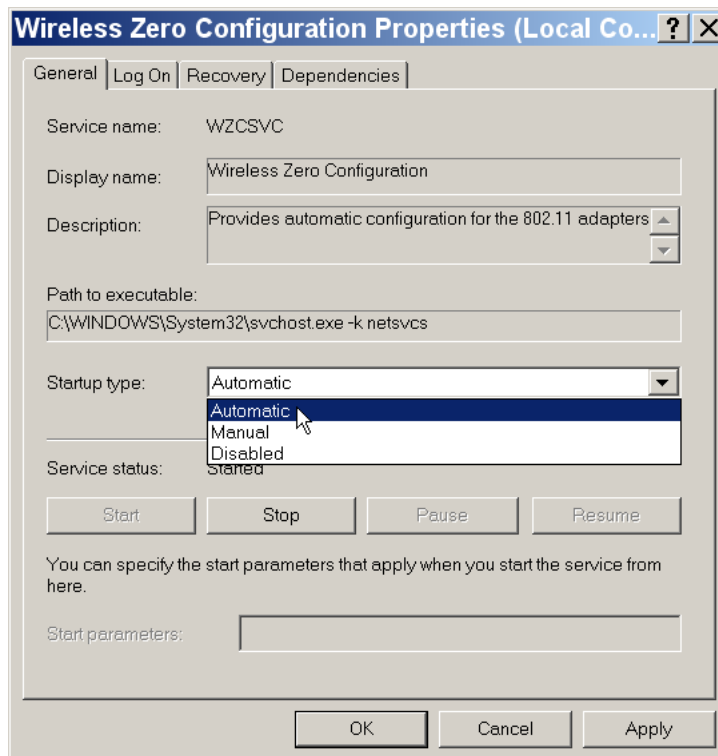 Wireless Zero Configuration Properties (Local Co... ? X
General Log On Recovery Dependencies
Service name: WZCSVC
Display name: Wireless Zero Configuration
Description: Provides automatic configuration for the 802.11 adapters
Path to executable:
C:\WINDOWS\System32\svchost.exe -k netsvcs
Startup type: Automatic
Automatic
Manual
Disabled
Service status: Started
Start Stop Pause Resume
You can specify the start parameters that apply when you start the service from
here.
Start parameters:
OK Cancel Apply